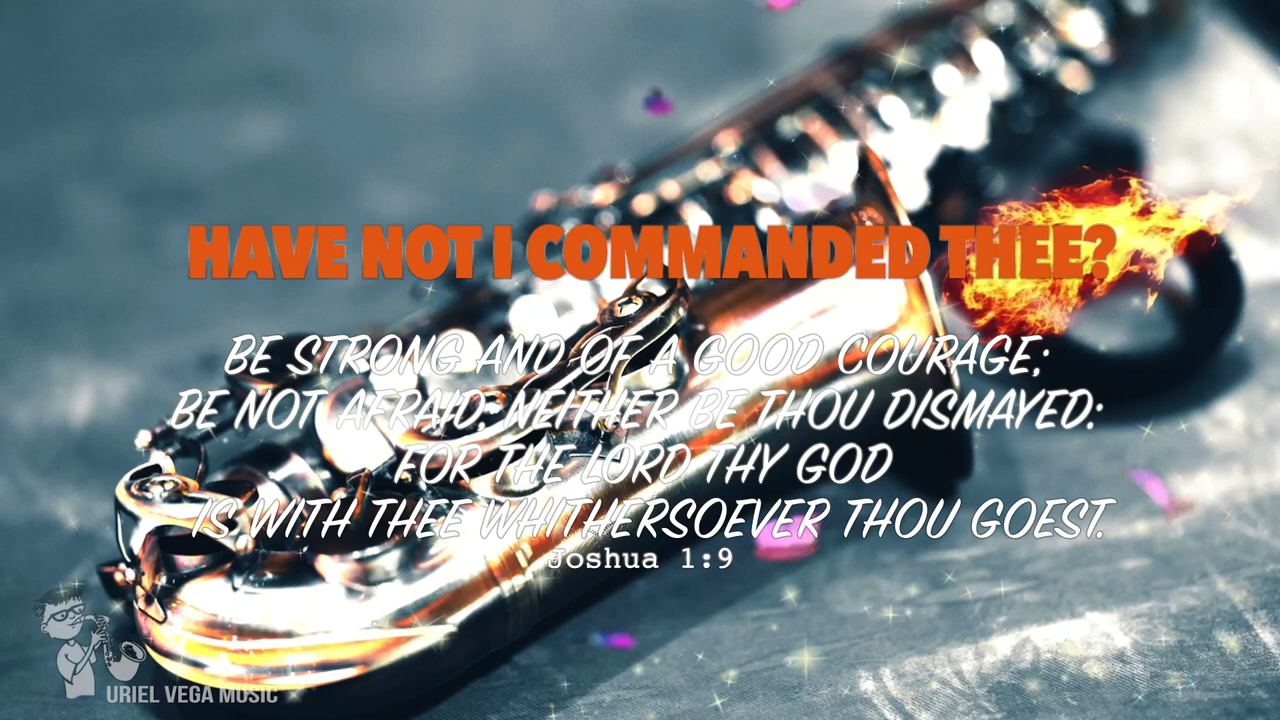 HAVE NOT I COMMANDED THEE?
BE STRONG AND OF A GOOD COURAGE;
BE NOT AFRAID, NEITHER BE THOU DISMAYED:
FOR THE LORD THY GOD
IS WITH THEE WHITHERSOEVER THOU GOEST.
Joshua 1:9
URIEL VEGA MUSIC